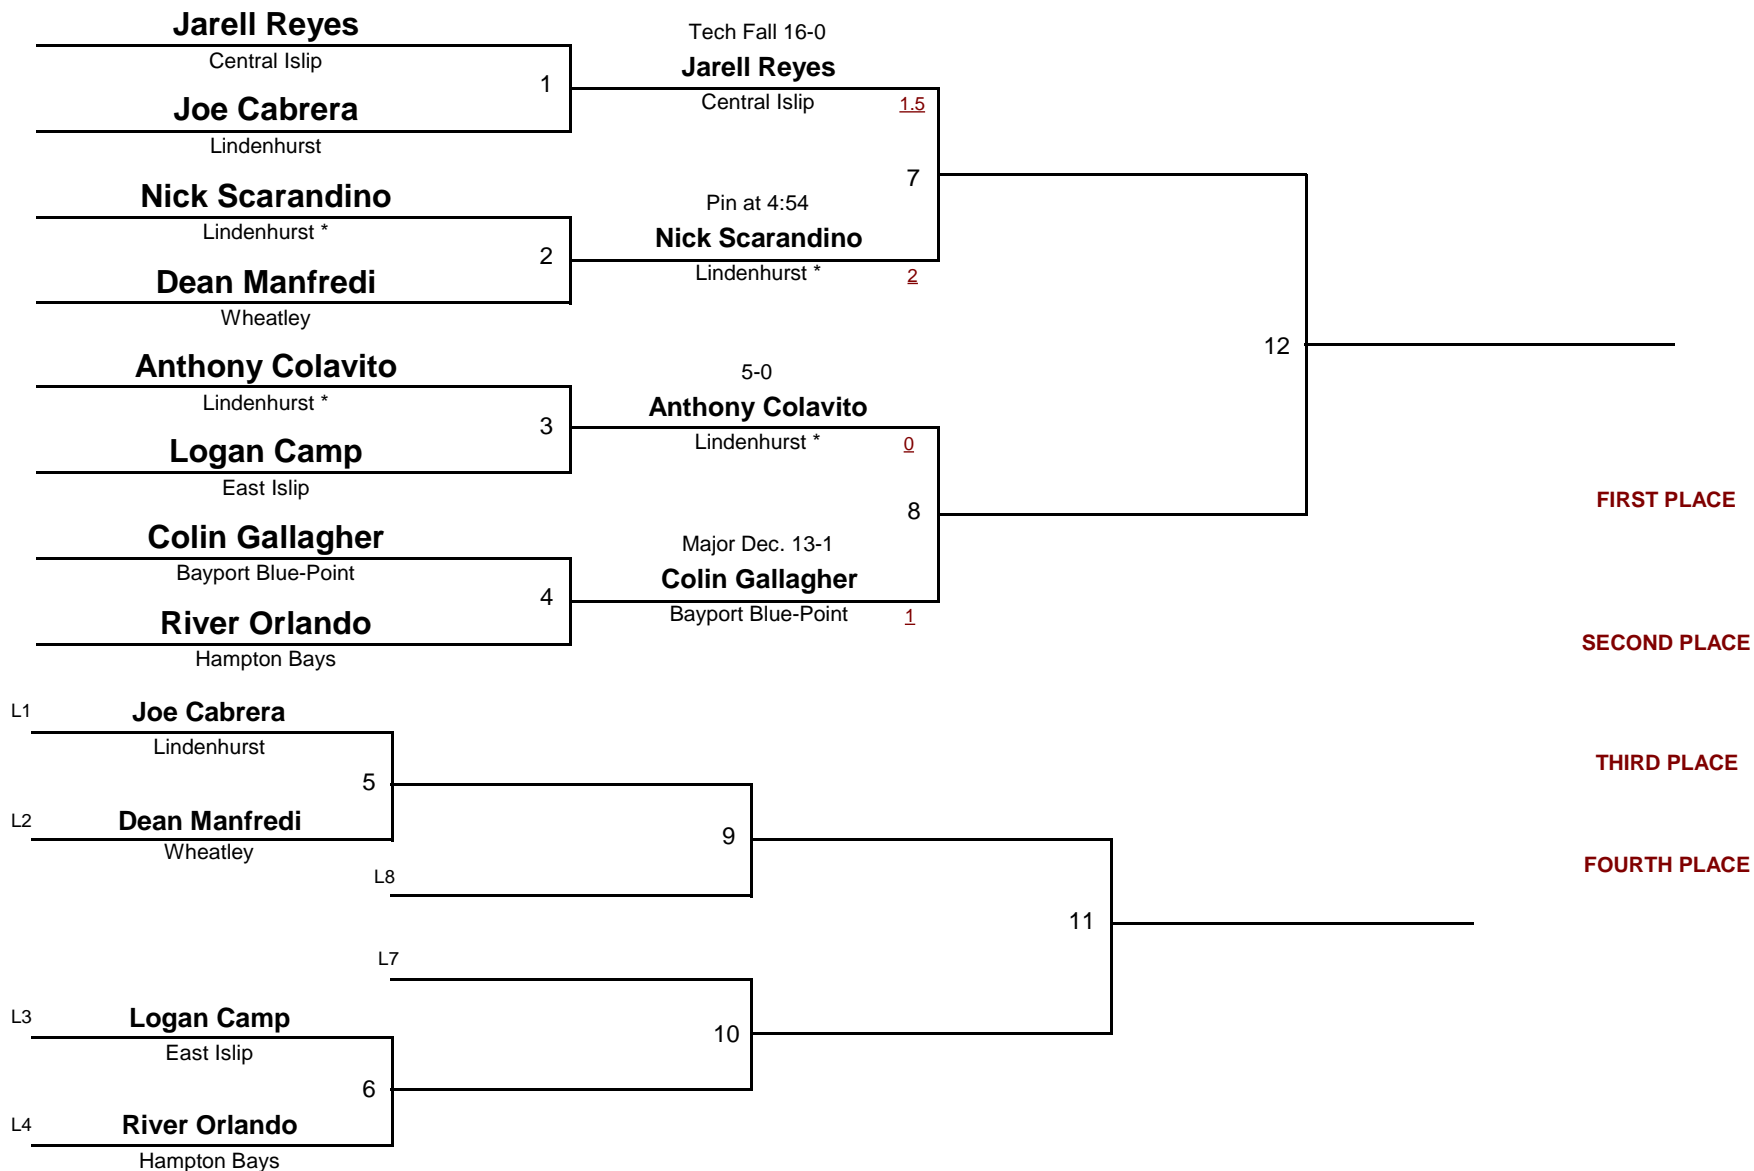 Jarell Reyes
Central Islip
1
Joe Cabrera
Lindenhurst
Tech Fall 16-0
Jarell Reyes
Central Islip 1.5
Nick Scarandino
Lindenhurst *
2
Dean Manfredi
Wheatley
Pin at 4:54
Nick Scarandino
Lindenhurst * 2
7
Anthony Colavito
Lindenhurst *
3
Logan Camp
East Islip
5-0
Anthony Colavito
Lindenhurst * 0
Colin Gallagher
Bayport Blue-Point
4
River Orlando
Hampton Bays
Major Dec. 13-1
Colin Gallagher
Bayport Blue-Point 1
8
12
FIRST PLACE
SECOND PLACE
THIRD PLACE
FOURTH PLACE
L1 Joe Cabrera
Lindenhurst
5
L2 Dean Manfredi
Wheatley
L8
9
L7
L3 Logan Camp
East Islip
6
L4 River Orlando
Hampton Bays
10
11